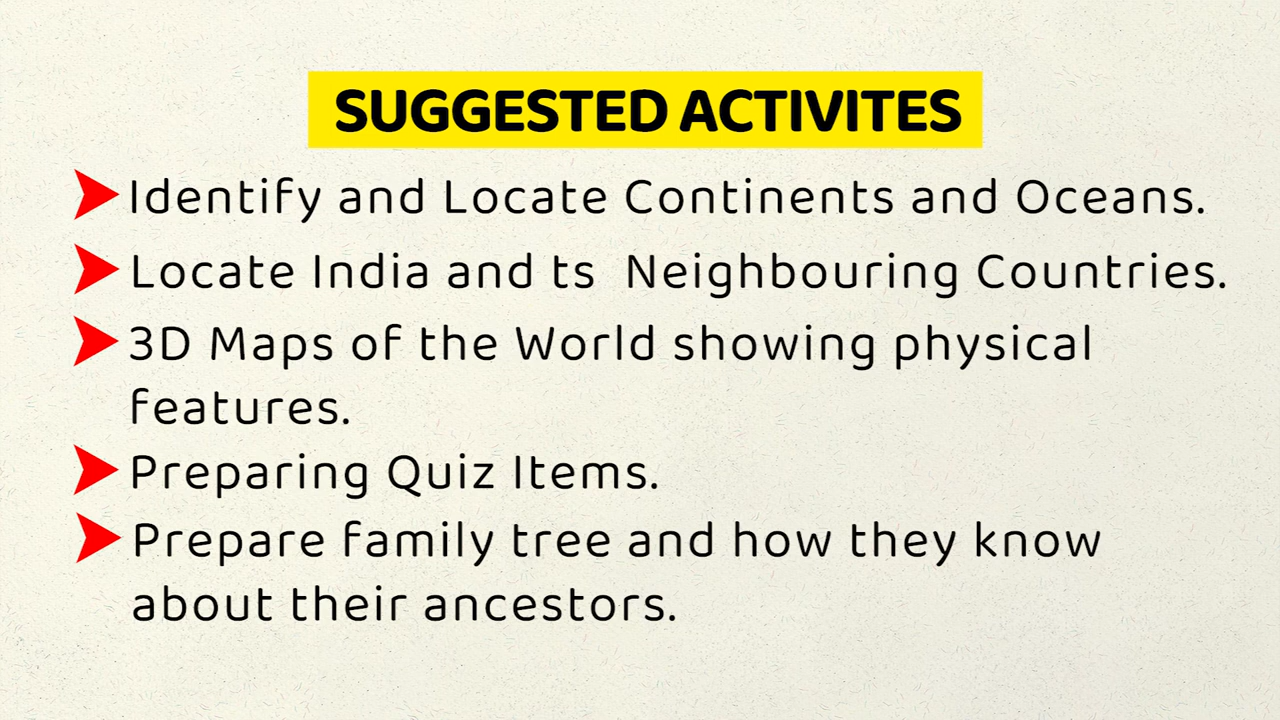 SUGGESTED ACTIVITES
Identify and Locate Continents and Oceans.
Locate India and ts Neighbouring Countries.
3D Maps of the World showing physical
features.
Preparing Quiz Items.
Prepare family tree and how they know
about their ancestors.